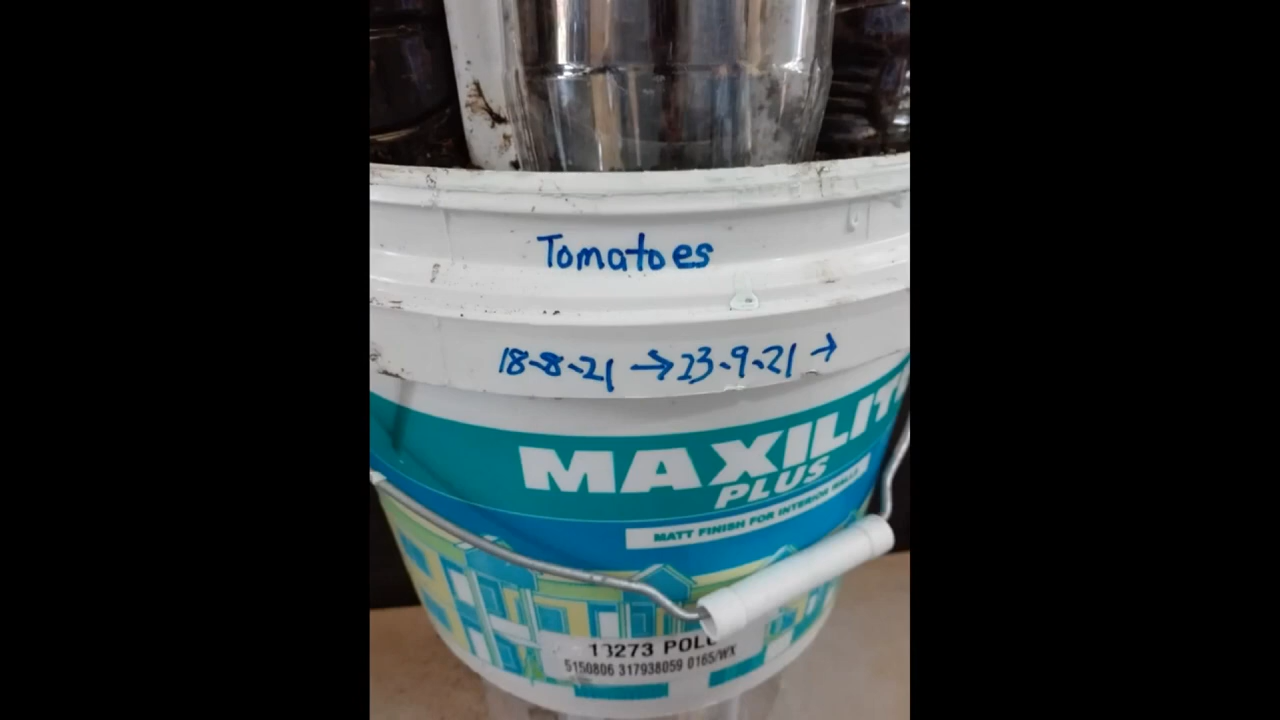 Tomatoes
18-8-21 → 23.9.21 →
MAXILIT
PLUS
MATT FINISH FOR INTERIOR WALLS
13273 POLO
5150806 317938059 0165/WX